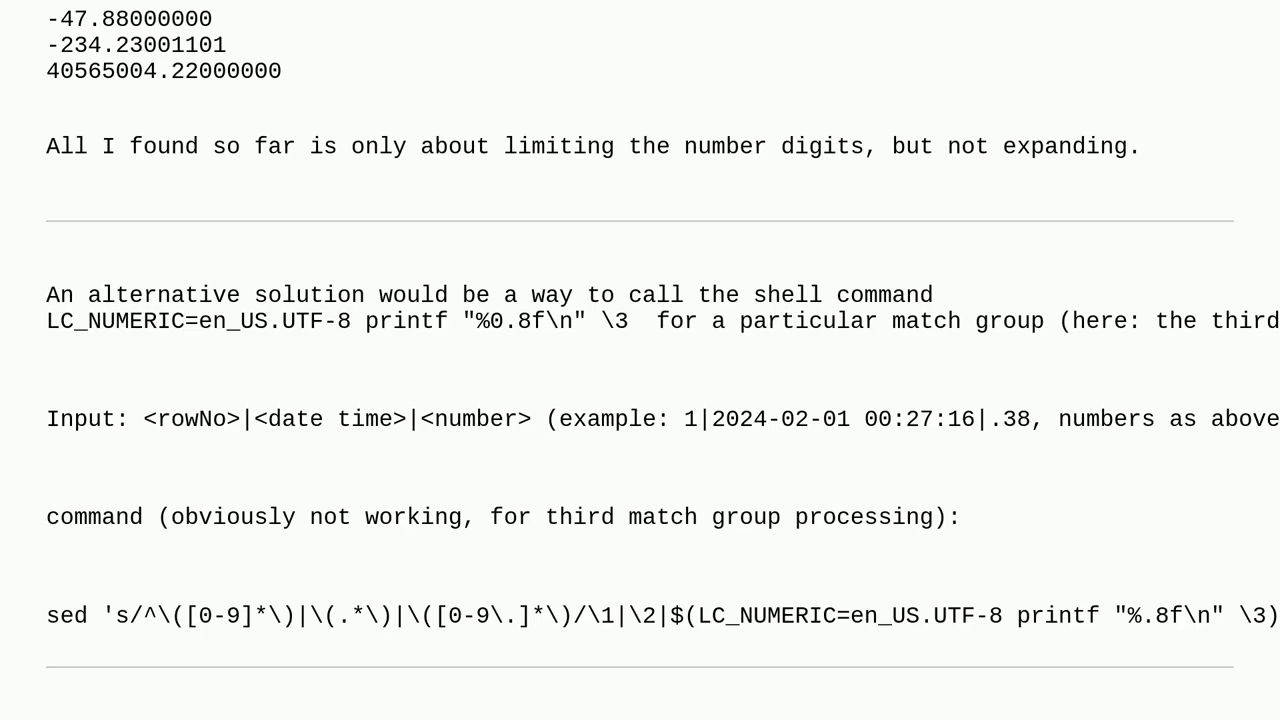 -47.88000000
-234.23001101
40565004.22000000
All I found so far is only about limiting the number digits, but not expanding.
An alternative solution would be a way to call the shell command
LC_NUMERIC=en_US.UTF-8 printf "%0.8f\n" \3  for a particular match group (here: the third
Input: <rowNo>|<date time>|<number> (example: 1|2024-02-01 00:27:16|.38, numbers as above
command (obviously not working, for third match group processing):
sed 's/^\([0-9]*\)|\(.*\)|\([0-9\.]*\)/\1|\2|$(LC_NUMERIC=en_US.UTF-8 printf "%.8f\n" \3)